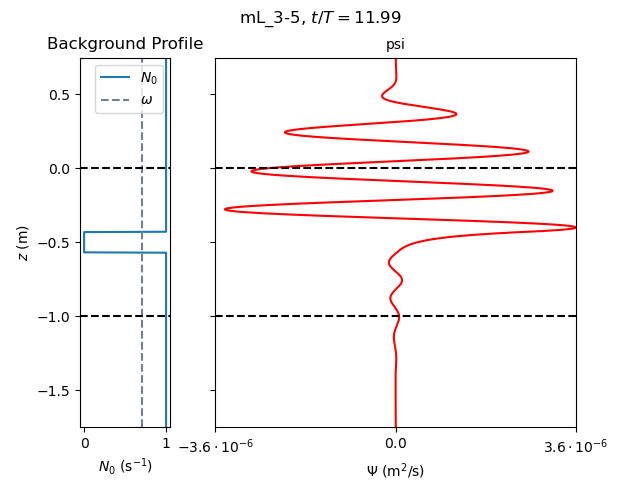 mL_3-5, t/T = 11.99
Background Profile
psi
N₀
ω
0.5
0.0
−0.5
−1.0
−1.5
z (m)
0
1
−3.6 · 10⁻⁶
0.0
3.6 · 10⁻⁶
N₀ (s⁻¹)
Ψ (m²/s)